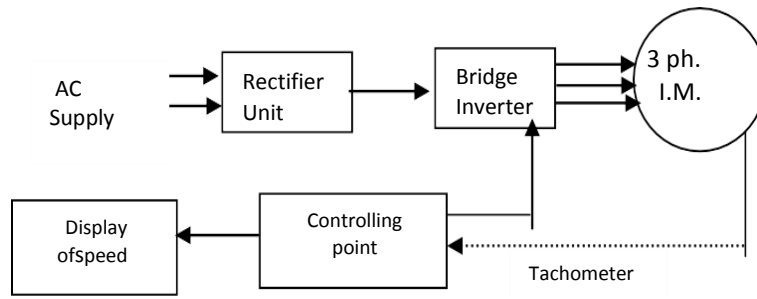 AC
Supply
Rectifier
Unit
Bridge
Inverter
3 ph.
I.M.
Display
ofspeed
Controlling
point
Tachometer